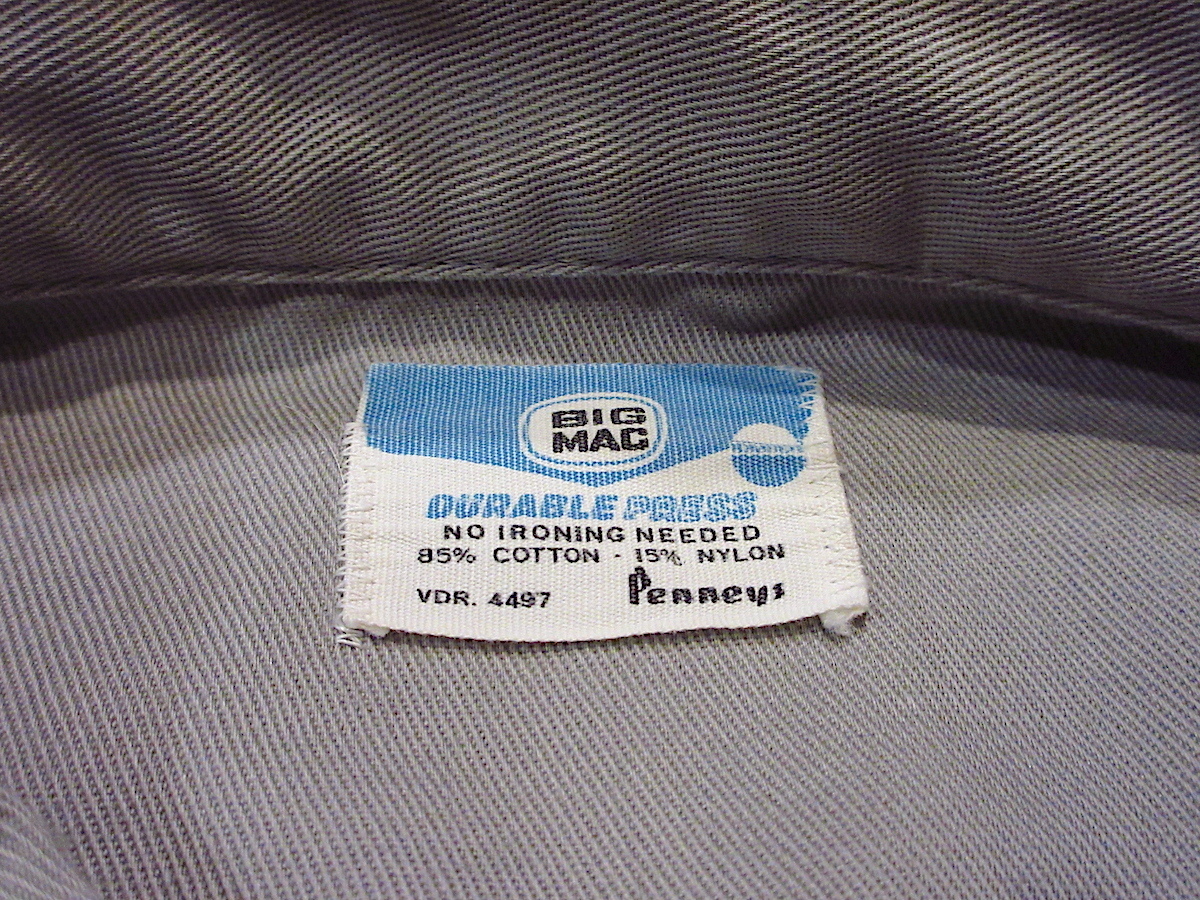 BIG
MAC
DURABLE PRESS
NO IRONING NEEDED
85% COTTON - 15% NYLON
VDR. 4497 Penneys